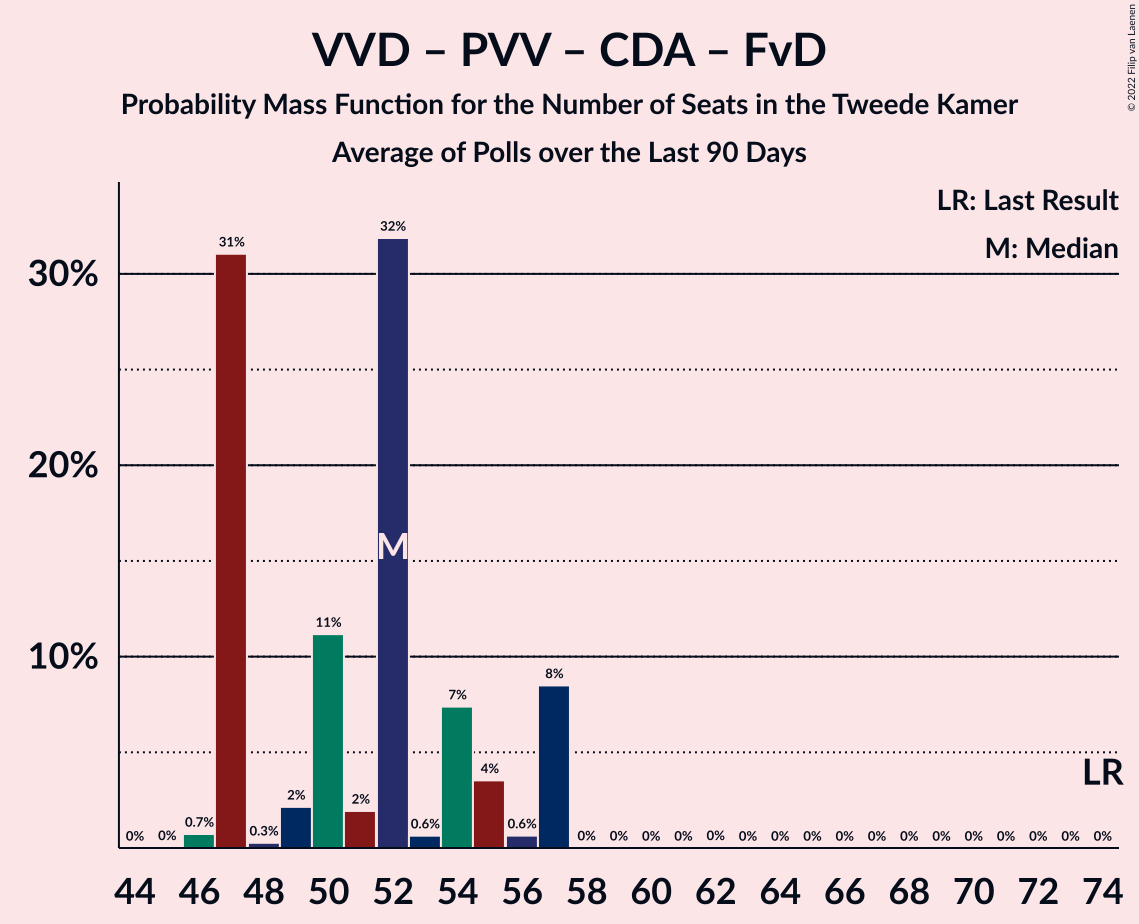 VVD – PVV – CDA – FvD
Probability Mass Function for the Number of Seats in the Tweede Kamer
Average of Polls over the Last 90 Days
© 2022 Filip van Laenen
LR: Last Result
M: Median
30%
20%
10%
0% 0% 0.7% 31% 0.3% 2% 11% 2% 32% 0.6% 7% 4% 0.6% 8% 0% 0% 0% 0% 0% 0% 0% 0% 0% 0% 0% 0% 0% 0% 0% 0% 0%
M
LR
44 46 48 50 52 54 56 58 60 62 64 66 68 70 72 74